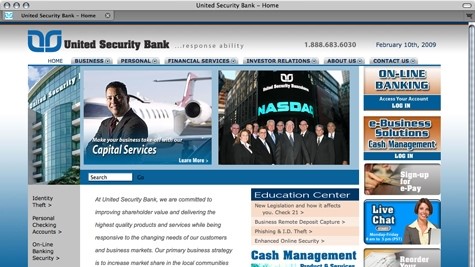 United Security Bank - Home
United Security Bank - Home
United Security Bank ...response ability
1.888.683.6030
February 10th, 2009
HOME BUSINESS PERSONAL FINANCIAL SERVICES INVESTOR RELATIONS ABOUT US CONTACT US
United Security
Make your business take off with our
Capital Services
Learn More >
United Security Bancshares
NASDAQ
ON-LINE
BANKING
Access Your Account
LOG IN
e-Business
Solutions
Cash Management
LOG IN
Sign-up
for
e-Pay
Live
Chat
Monday-Friday
Reorder
Your
Search
Go
Identity
Theft >
Personal
Checking
Accounts >
On-Line
Banking
Security >
At United Security Bank, we are committed to
improving shareholder value and delivering the
highest quality products and services while being
responsive to the changing needs of our customers
and business markets. Our primary business strategy
is to increase market share in the local communities
Education Center
New Legislation and how it affects
you. Check 21 >
Business Remote Deposit Capture >
Phishing & I.D. Theft >
Enhanced Online Security >
Cash Management
Product & Services